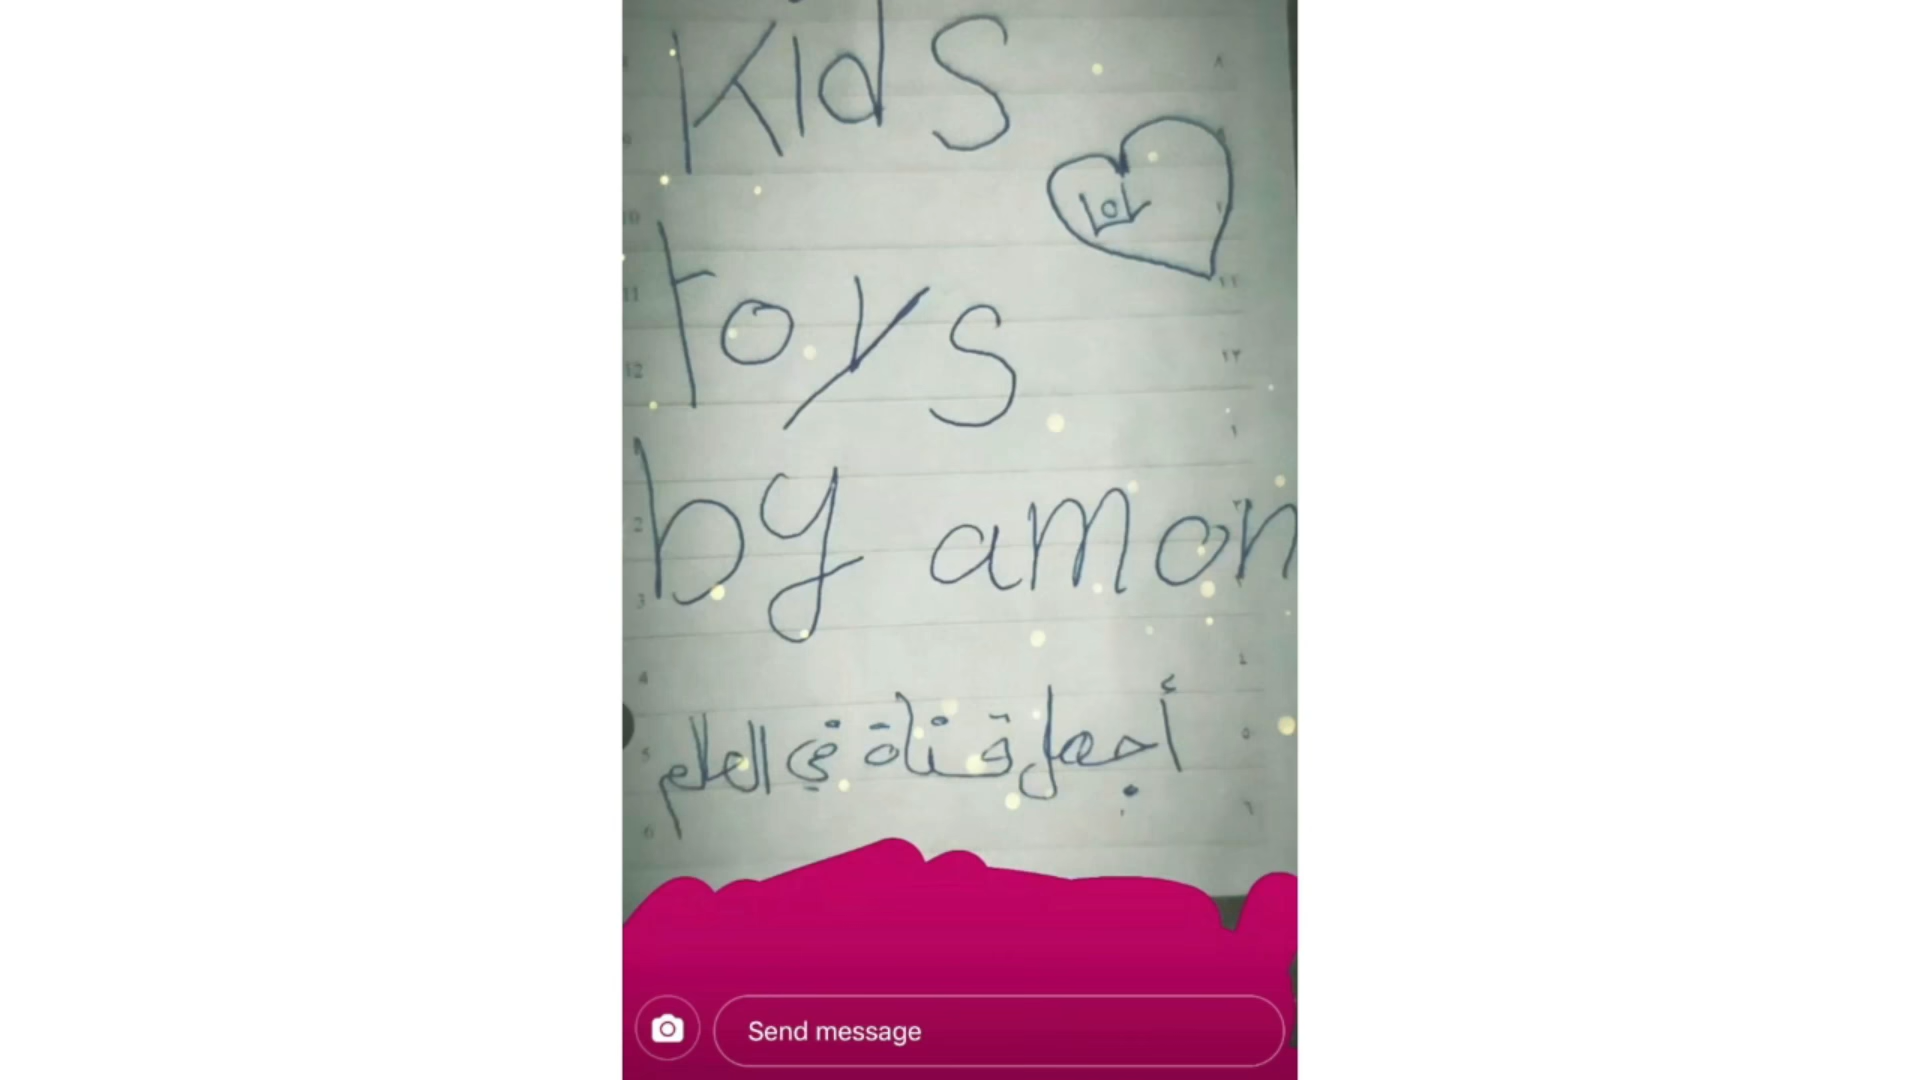 Kids
LOL
toys
by amon
أجمل قناة في العالم
Send message